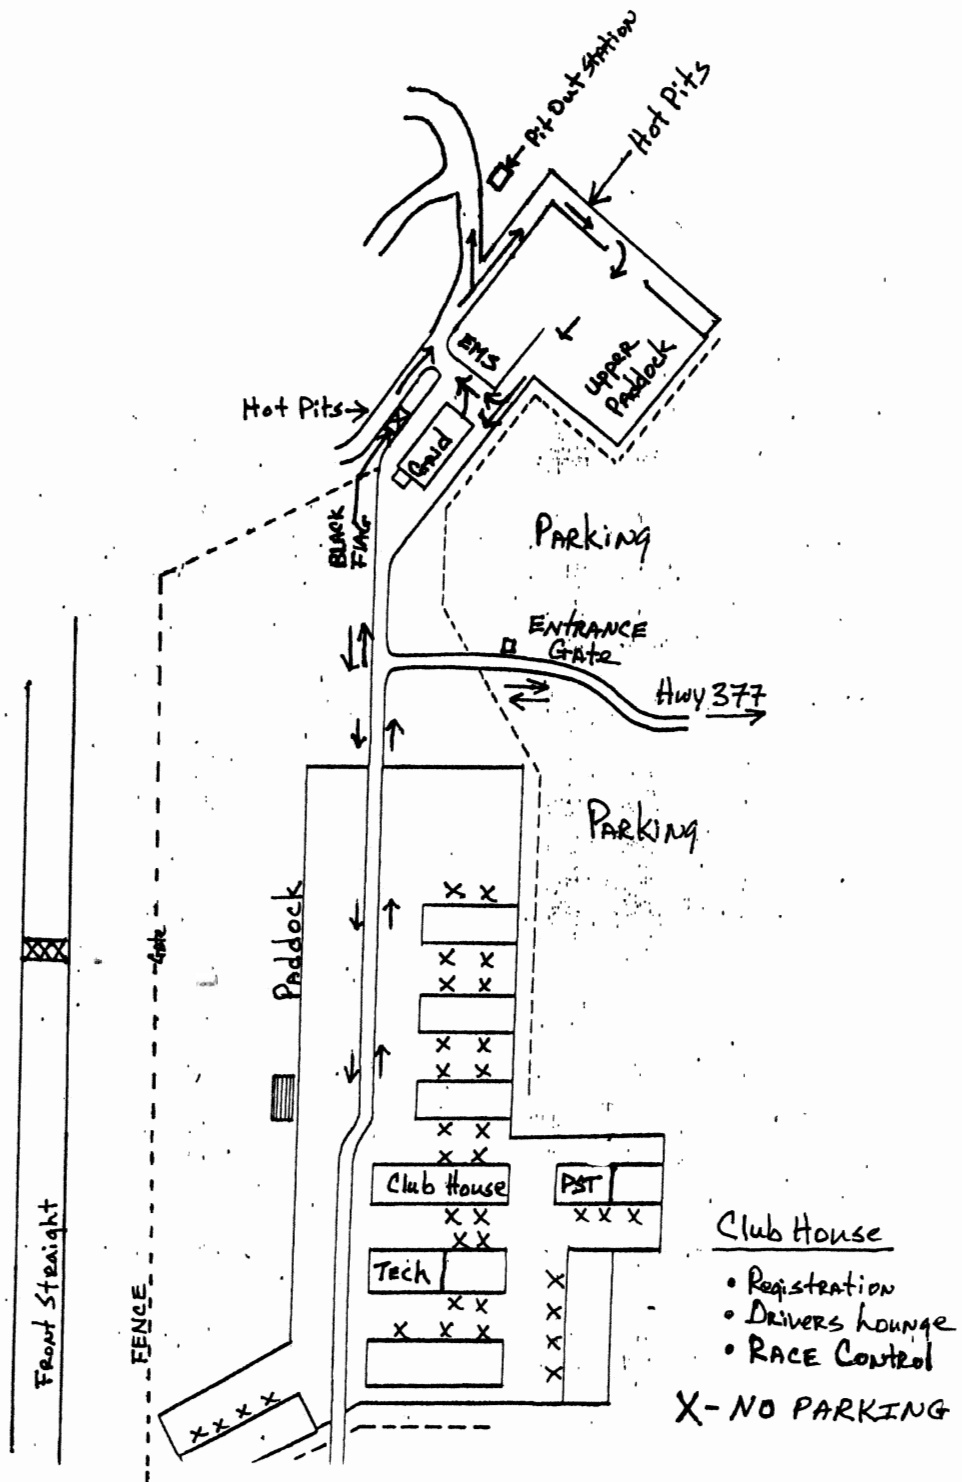 Pit Out Station
Hot Pits
EMS
Upper
Paddock
Hot Pits
Grid
BLACK
FLAG
PARKING
ENTRANCE
GATE
Hwy 377
PARKING
PADDOCK
Gate
X X
X X
X X
X X
X X
X X
X X
Club House
PST
X X
X X X
X X
TECH
X X
X X X
X
X
X
X
FRONT STRAIGHT
FENCE
X X X X
Club House
• Registration
• Drivers Lounge
• RACE CONTROL
X - NO PARKING